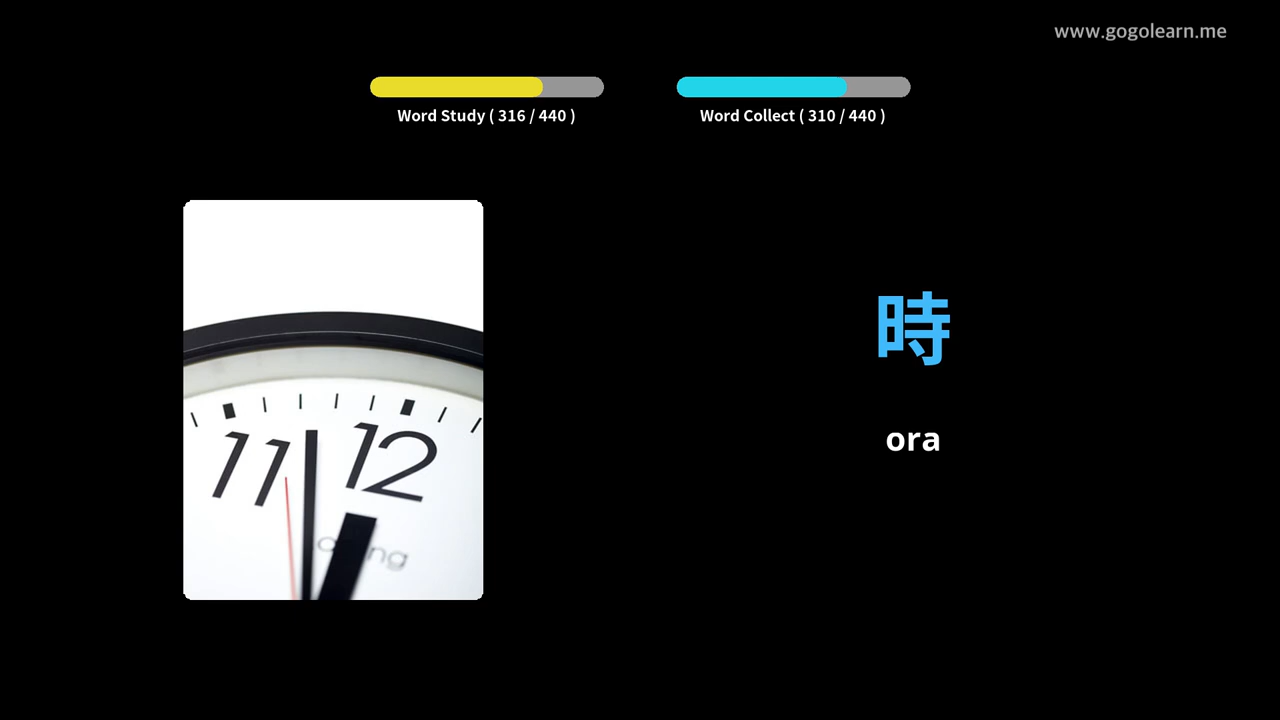 www.gogolearn.me
Word Study ( 316 / 440 )
Word Collect ( 310 / 440 )
時
ora
11 12